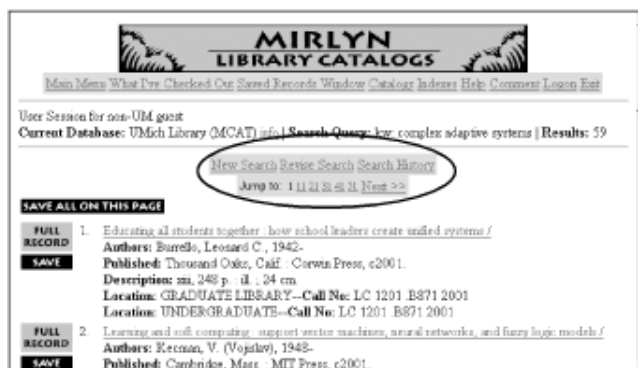 MIRLYN
LIBRARY CATALOGS
Main Menu What I've Checked Out Saved Records Window Catalogs Indexes Help Comment Logon Exit
User Session for non-UM guest
Current Database: UMich Library (MCAT) info | Search Query: kw: complex adaptive systems | Results: 59
New Search Revise Search Search History
Jump to: 1 11 21 31 41 51 Next >>
SAVE ALL ON THIS PAGE
FULL RECORD SAVE
1. Educating all students together : how school leaders create unified systems /
Authors: Burrello, Leonard C., 1942-
Published: Thousand Oaks, Calif. : Corwin Press, c2001.
Description: xiii, 248 p. : ill. ; 24 cm.
Location: GRADUATE LIBRARY--Call No: LC 1201 .B871 2001
Location: UNDERGRADUATE--Call No: LC 1201 .B871 2001
FULL RECORD SAVE
2. Learning and soft computing : support vector machines, neural networks, and fuzzy logic models /
Authors: Kecman, V. (Vojislav), 1948-
Published: Cambridge, Mass. : MIT Press, c2001.